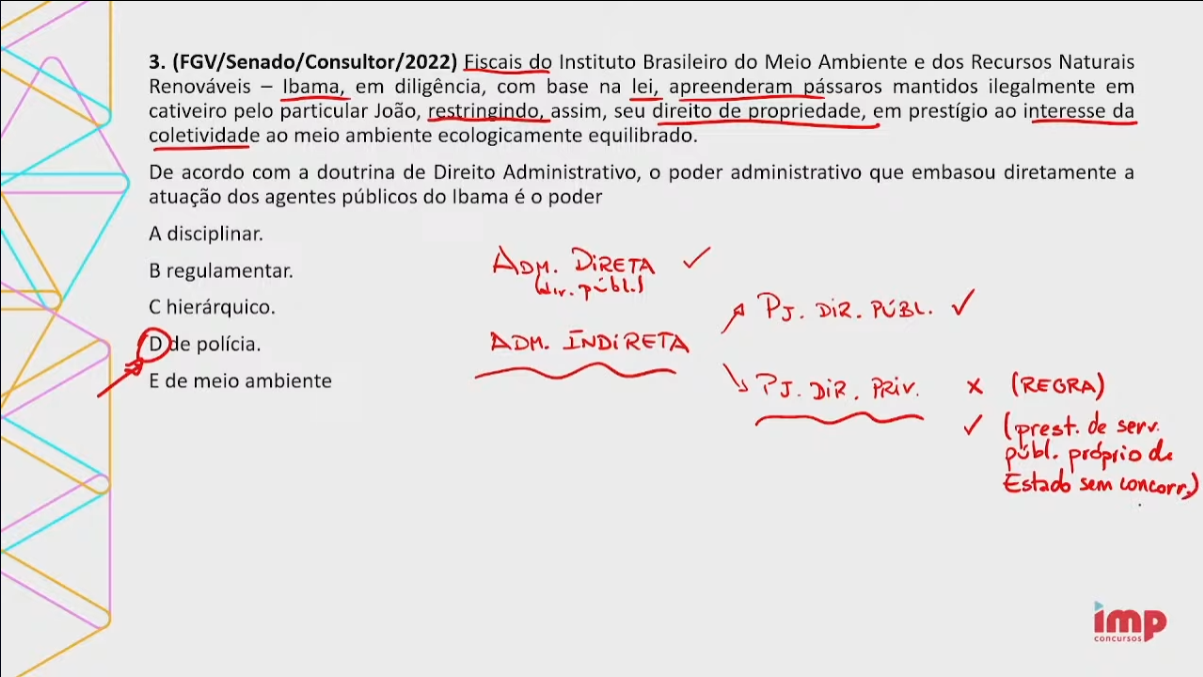 3. (FGV/Senado/Consultor/2022) Fiscais do Instituto Brasileiro do Meio Ambiente e dos Recursos Naturais
Renováveis – Ibama, em diligência, com base na lei, apreenderam pássaros mantidos ilegalmente em
cativeiro pelo particular João, restringindo, assim, seu direito de propriedade, em prestígio ao interesse da
coletividade ao meio ambiente ecologicamente equilibrado.
De acordo com a doutrina de Direito Administrativo, o poder administrativo que embasou diretamente a
atuação dos agentes públicos do Ibama é o poder
A disciplinar.
B regulamentar.
C hierárquico.
D de polícia.
E de meio ambiente
ADM. DIRETA ✓
(dir. públ.)
ADM. INDIRETA
PJ. DIR. PÚBL. ✓
PJ. DIR. PRIV. x (REGRA)
✓ (prest. de serv.
públ. próprio de
Estado sem concorr.)
imp
concursos